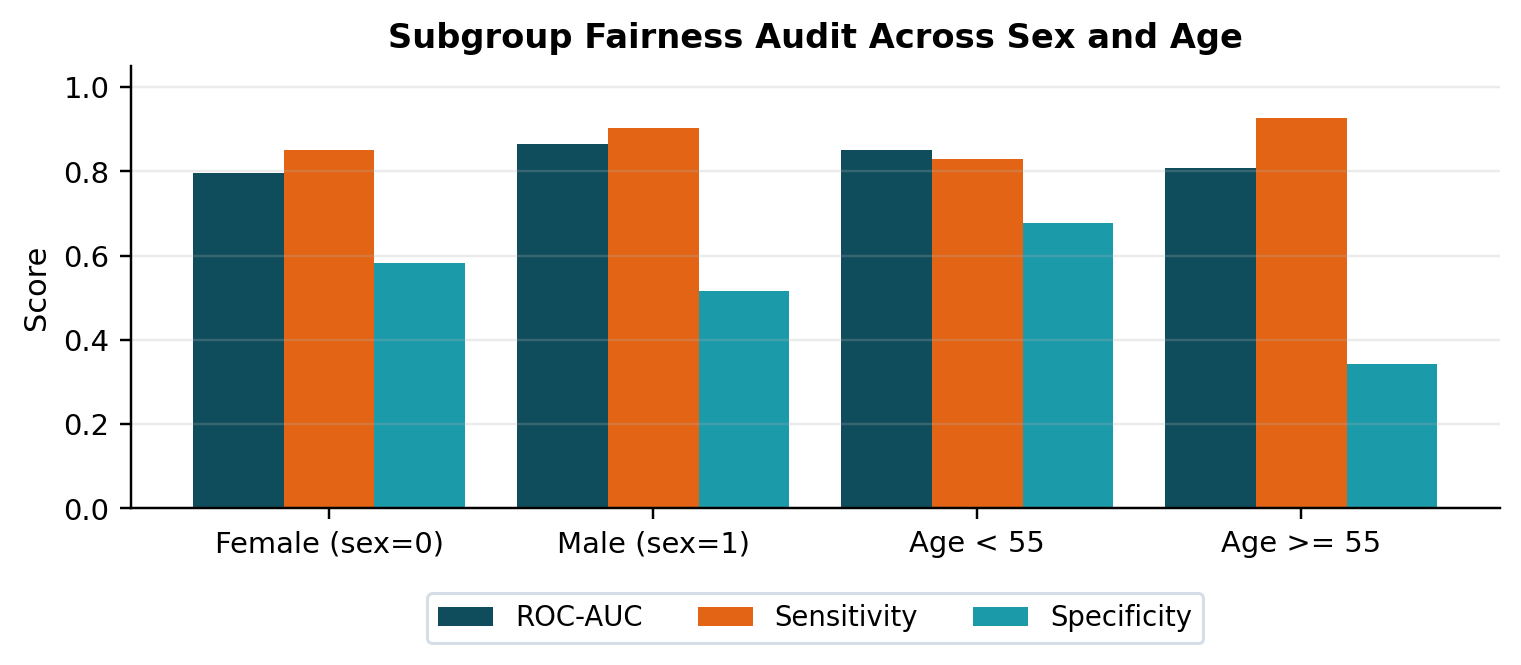 Subgroup Fairness Audit Across Sex and Age
Score
1.0
0.8
0.6
0.4
0.2
0.0
Female (sex=0) Male (sex=1) Age < 55 Age >= 55
ROC-AUC Sensitivity Specificity